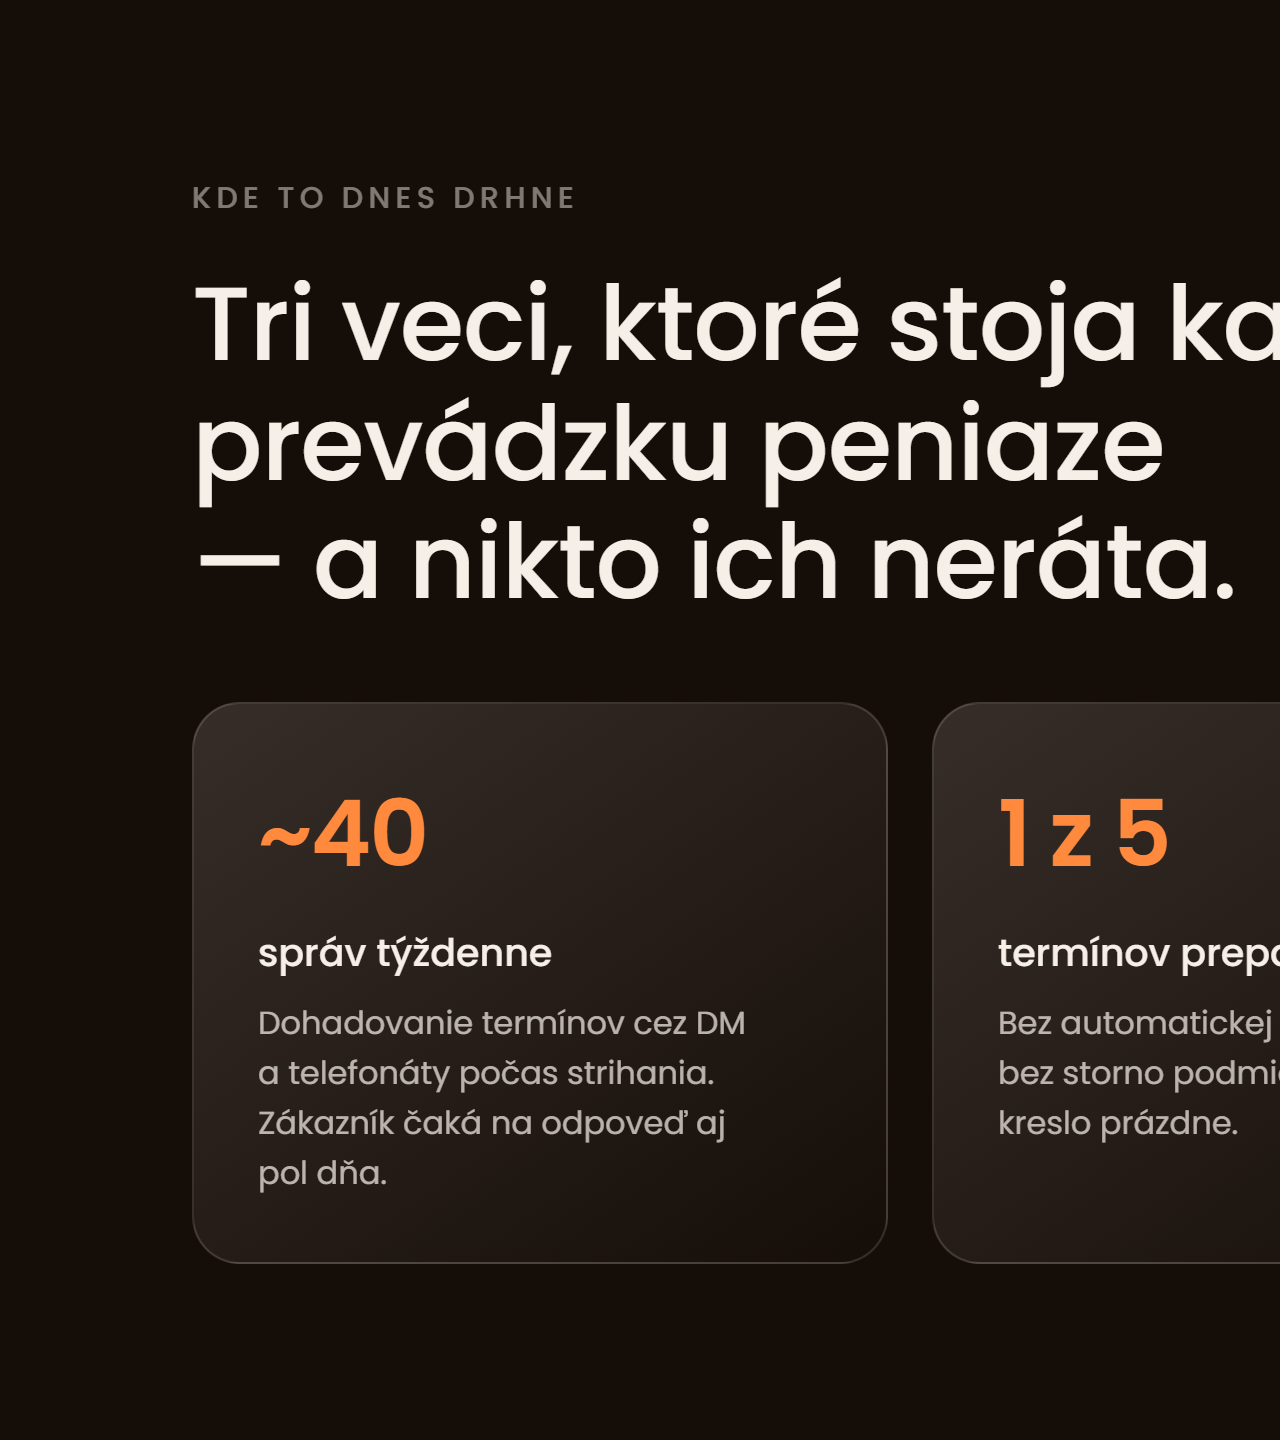 KDE TO DNES DRHNE
Tri veci, ktoré stoja
prevádzku peniaze
— a nikto ich neráta.
~40
správ týždenne
Dohadovanie termínov cez DM
a telefonáty počas strihania.
Zákazník čaká na odpoveď aj
pol dňa.
1 z 5
termínov
Bez automatickej
bez storno
kreslo prázdne.